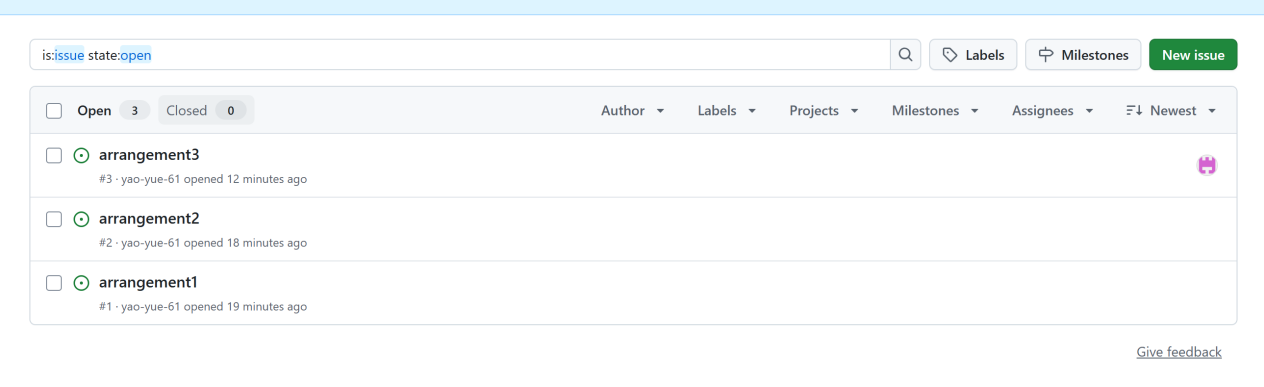 is:issue state:open
Labels
Milestones
New issue
Open 3 Closed 0 Author Labels Projects Milestones Assignees Newest
arrangement3
#3 · yao-yue-61 opened 12 minutes ago
arrangement2
#2 · yao-yue-61 opened 18 minutes ago
arrangement1
#1 · yao-yue-61 opened 19 minutes ago
Give feedback